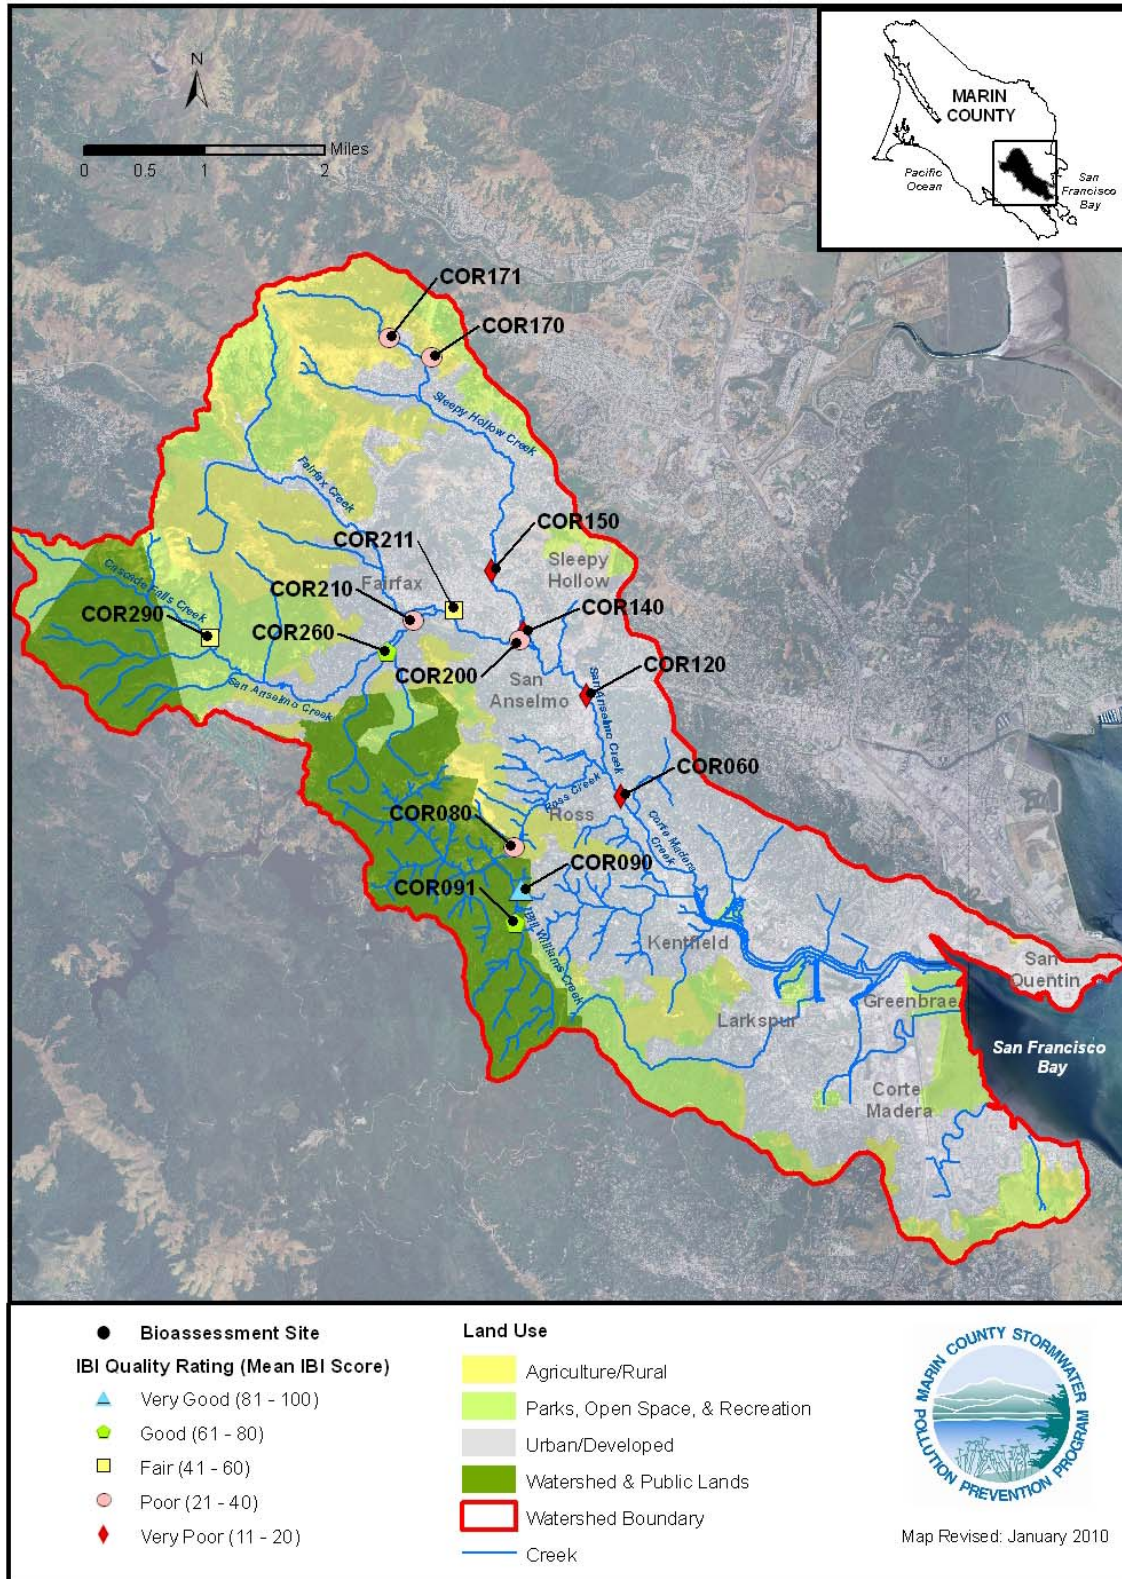 N
Miles
0
0.5
1
2
MARIN
COUNTY
Pacific
Ocean
San
Francisco
Bay
COR171
COR170
Sleepy Hollow Creek
Fairfax Creek
COR150
COR211
Sleepy
Hollow
Fairfax
COR210
Cascade Falls Creek
COR290
COR260
COR140
COR200
COR120
San
Anselmo
San Anselmo Creek
San Anselmo Creek
COR060
Ross Creek
Ross
COR080
Corte Madera
Creek
COR090
COR091
Bill Williams Creek
Kentfield
San
Quentin
Greenbrae
Larkspur
San Francisco
Bay
Corte
Madera
Bioassessment Site
IBI Quality Rating (Mean IBI Score)
Very Good (81 - 100)
Good (61 - 80)
Fair (41 - 60)
Poor (21 - 40)
Very Poor (11 - 20)
Land Use
Agriculture/Rural
Parks, Open Space, & Recreation
Urban/Developed
Watershed & Public Lands
Watershed Boundary
Creek
MARIN COUNTY STORMWATER
POLLUTION PREVENTION PROGRAM
Map Revised: January 2010